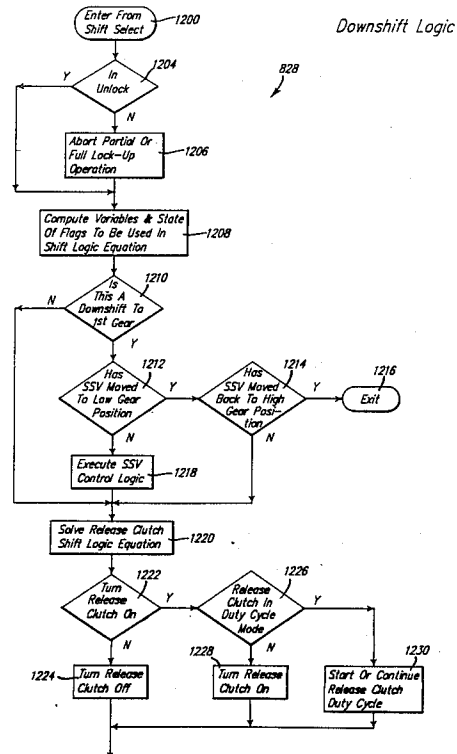 Downshift Logic
828
Enter From
Shift Select
1200
In
Unlock
1204
Y
N
Abort Partial Or
Full Lock-Up
Operation
1206
Compute Variables & State
Of Flags To Be Used In
Shift Logic Equation
1208
Is
This A
Downshift To
1st Gear
1210
N
Y
Has
SSV Moved
To Low Gear
Position
1212
Y
N
Has
SSV Moved
Back To High
Gear Posi-
tion
1214
Y
N
1216
Exit
Execute SSV
Control Logic
1218
Solve Release Clutch
Shift Logic Equation
1220
Turn
Release
Clutch On
1222
Y
N
Release
Clutch In
Duty Cycle
Mode
1226
Y
N
1224
Turn Release
Clutch Off
1228
Turn Release
Clutch On
1230
Start Or Continue
Release Clutch
Duty Cycle